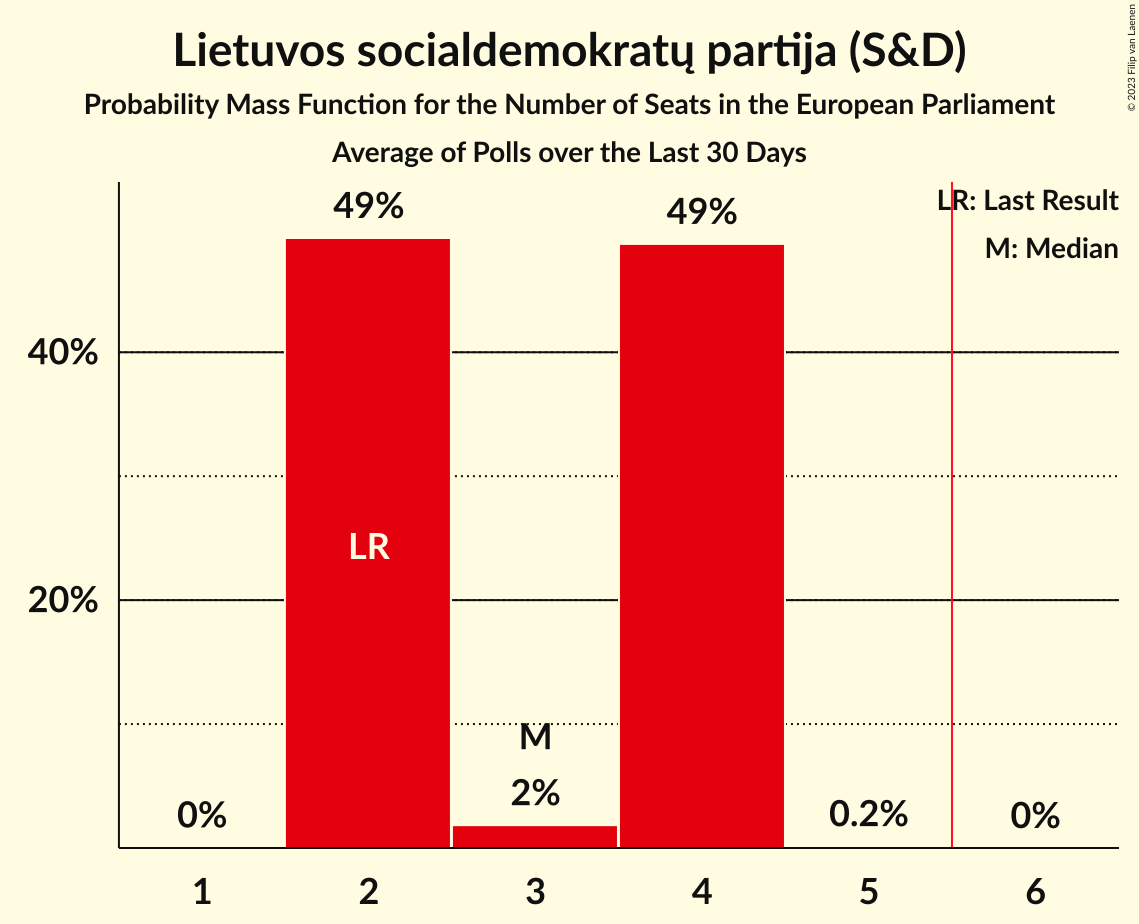 Lietuvos socialdemokratų partija (S&D)
Probability Mass Function for the Number of Seats in the European Parliament
Average of Polls over the Last 30 Days
© 2023 Filip van Laenen
LR: Last Result
M: Median
49%
49%
40%
LR
20%
M
0%
2%
0.2%
0%
1 2 3 4 5 6